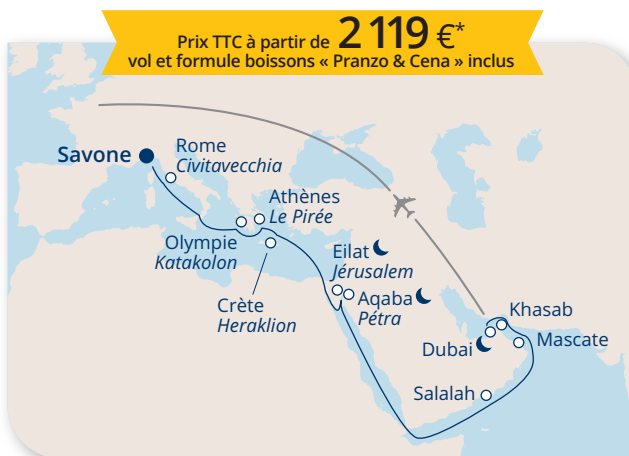 Prix TTC à partir de 2 119 €*
vol et formule boissons « Pranzo & Cena » inclus
Savone
Rome
Civitavecchia
Athènes
Le Pirée
Olympie
Katakolon
Eilat
Jérusalem
Crète
Heraklion
Aqaba
Pétra
Khasab
Dubai
Mascate
Salalah